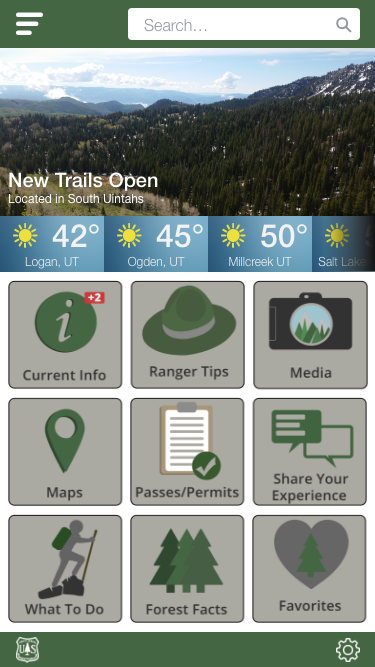 Search...
New Trails Open
Located in South Uintahs
42° 45° 50°
Logan, UT Ogden, UT Millcreek UT Salt Lake
+2
Current Info Ranger Tips Media
Maps Passes/Permits Share Your
Experience
What To Do Forest Facts Favorites
U S